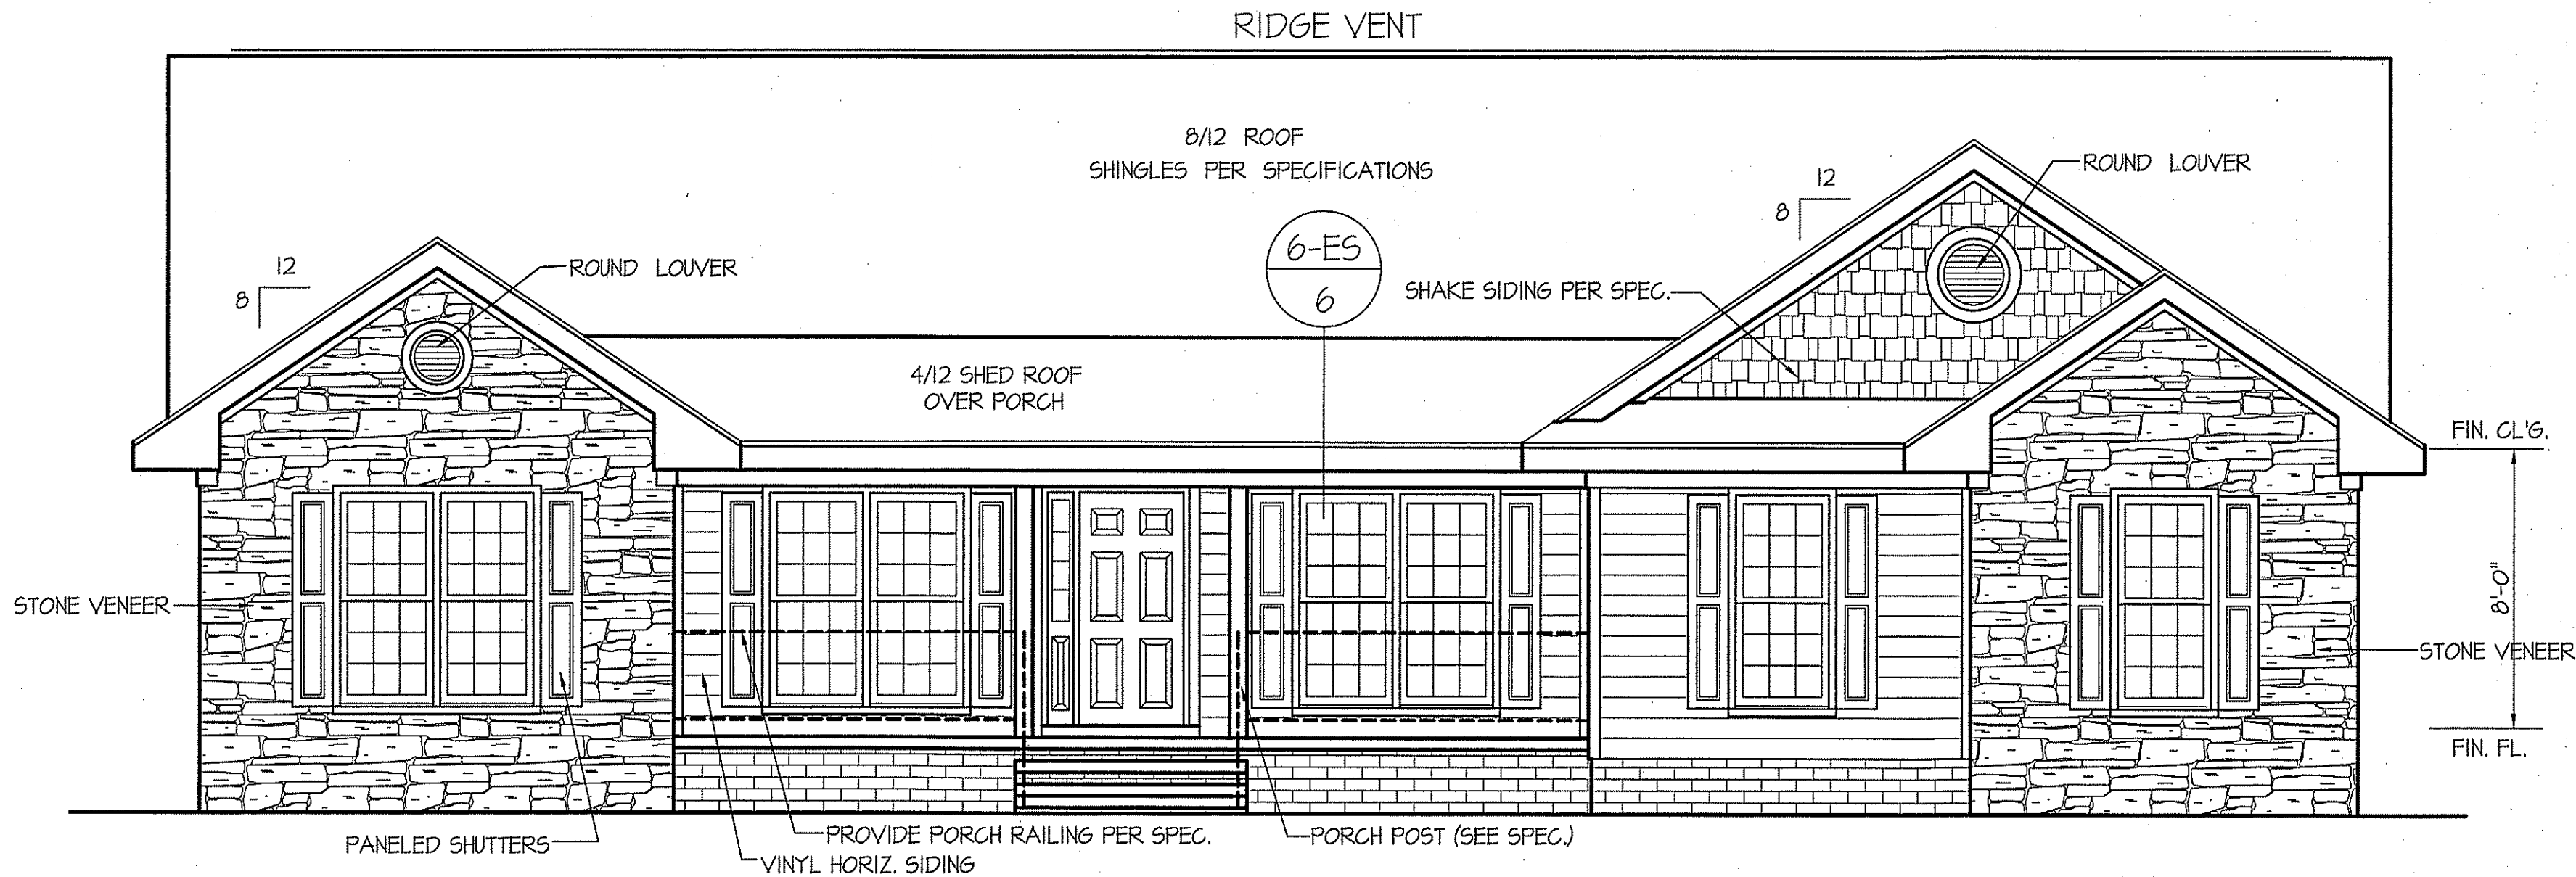 RIDGE VENT
8/12 ROOF
SHINGLES PER SPECIFICATIONS
ROUND LOUVER
12
8
6-ES
6
SHAKE SIDING PER SPEC.
12
8
ROUND LOUVER
4/12 SHED ROOF
OVER PORCH
FIN. CL'G.
8'-0"
STONE VENEER
STONE VENEER
FIN. FL.
PANELED SHUTTERS
PROVIDE PORCH RAILING PER SPEC.
PORCH POST (SEE SPEC.)
VINYL HORIZ. SIDING